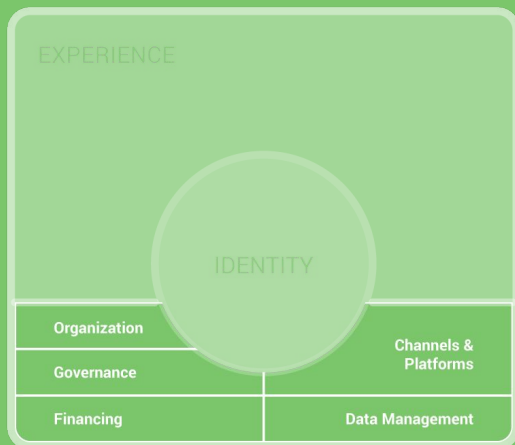 EXPERIENCE
IDENTITY
Organization
Governance
Financing
Channels &
Platforms
Data Management